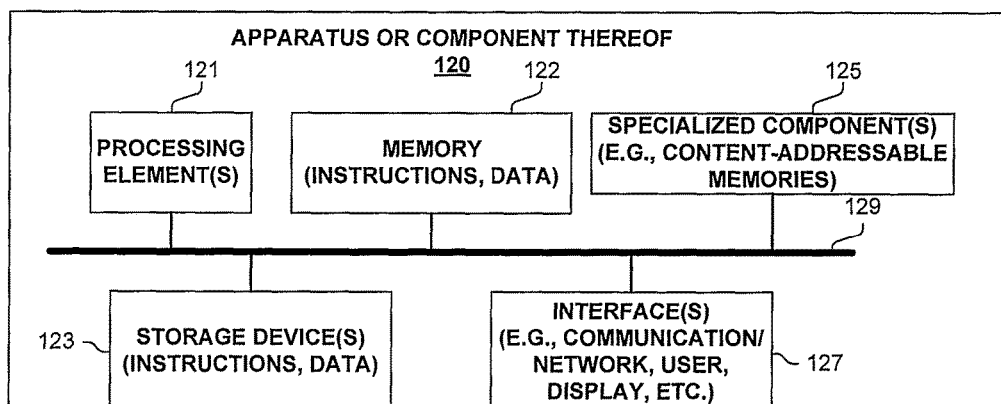 APPARATUS OR COMPONENT THEREOF
120
121
122
125
PROCESSING
ELEMENT(S)
MEMORY
(INSTRUCTIONS, DATA)
SPECIALIZED COMPONENT(S)
(E.G., CONTENT-ADDRESSABLE
MEMORIES)
129
123
STORAGE DEVICE(S)
(INSTRUCTIONS, DATA)
INTERFACE(S)
(E.G., COMMUNICATION/
NETWORK, USER,
DISPLAY, ETC.)
127